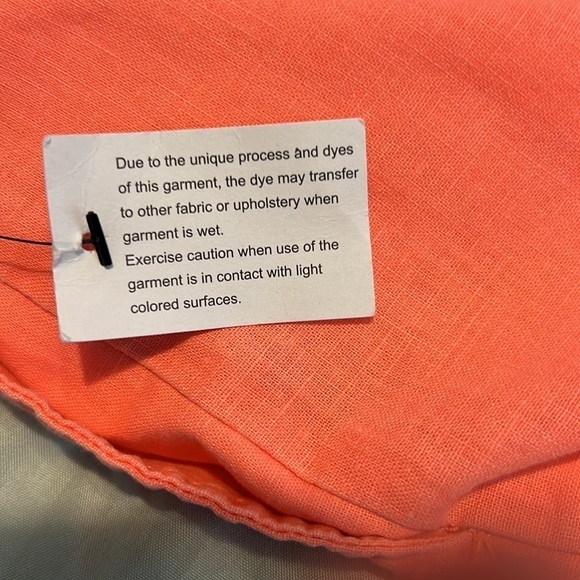 Due to the unique process and dyes
of this garment, the dye may transfer
to other fabric or upholstery when
garment is wet.
Exercise caution when use of the
garment is in contact with light
colored surfaces.